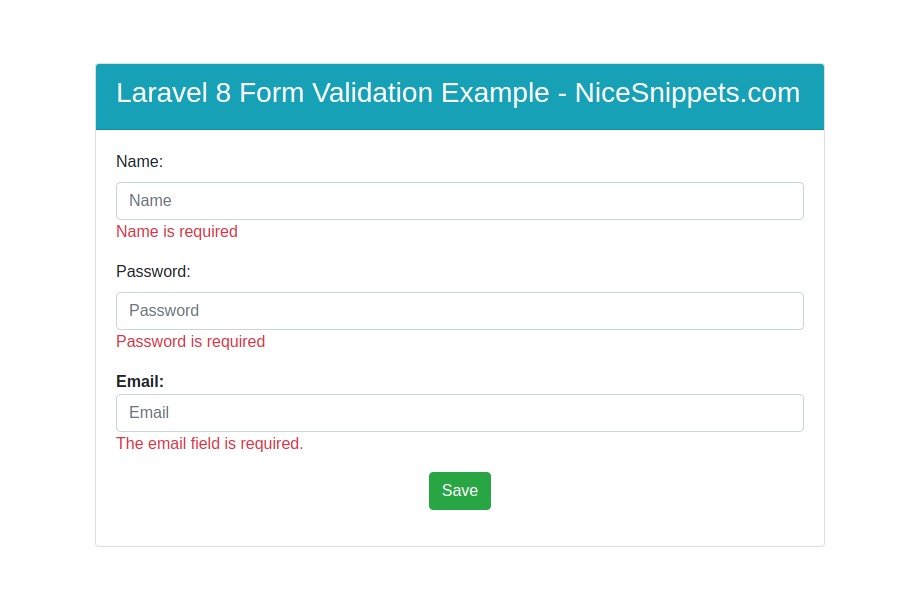 Laravel 8 Form Validation Example - NiceSnippets.com
Name:
Name
Name is required
Password:
Password
Password is required
Email:
Email
The email field is required.
Save